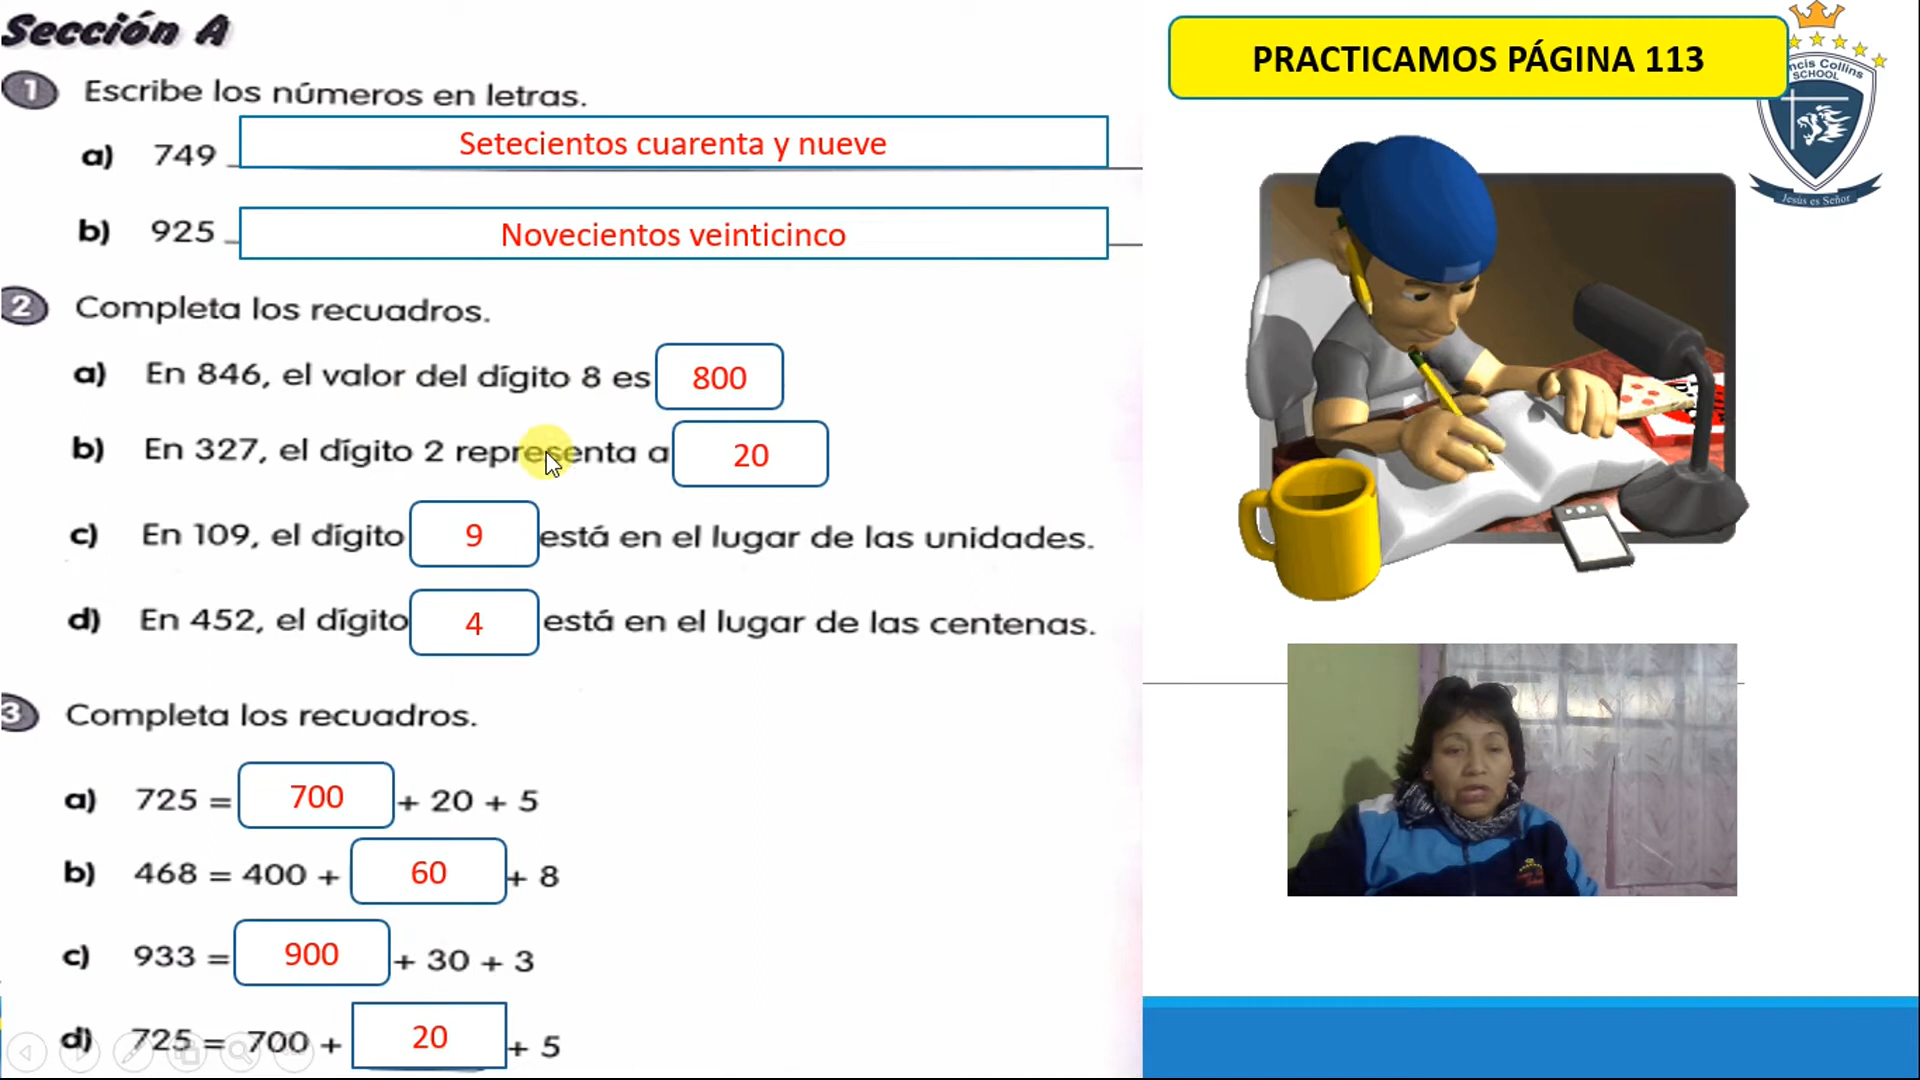 Sección A
1 Escribe los números en letras.
a) 749 Setecientos cuarenta y nueve
b) 925 Novecientos veinticinco
2 Completa los recuadros.
a) En 846, el valor del dígito 8 es 800
b) En 327, el dígito 2 representa a 20
c) En 109, el dígito 9 está en el lugar de las unidades.
d) En 452, el dígito 4 está en el lugar de las centenas.
3 Completa los recuadros.
a) 725 = 700 + 20 + 5
b) 468 = 400 + 60 + 8
c) 933 = 900 + 30 + 3
d) 725 = 700 + 20 + 5
PRACTICAMOS PÁGINA 113
Collins
SCHOOL
Jesús es Señor